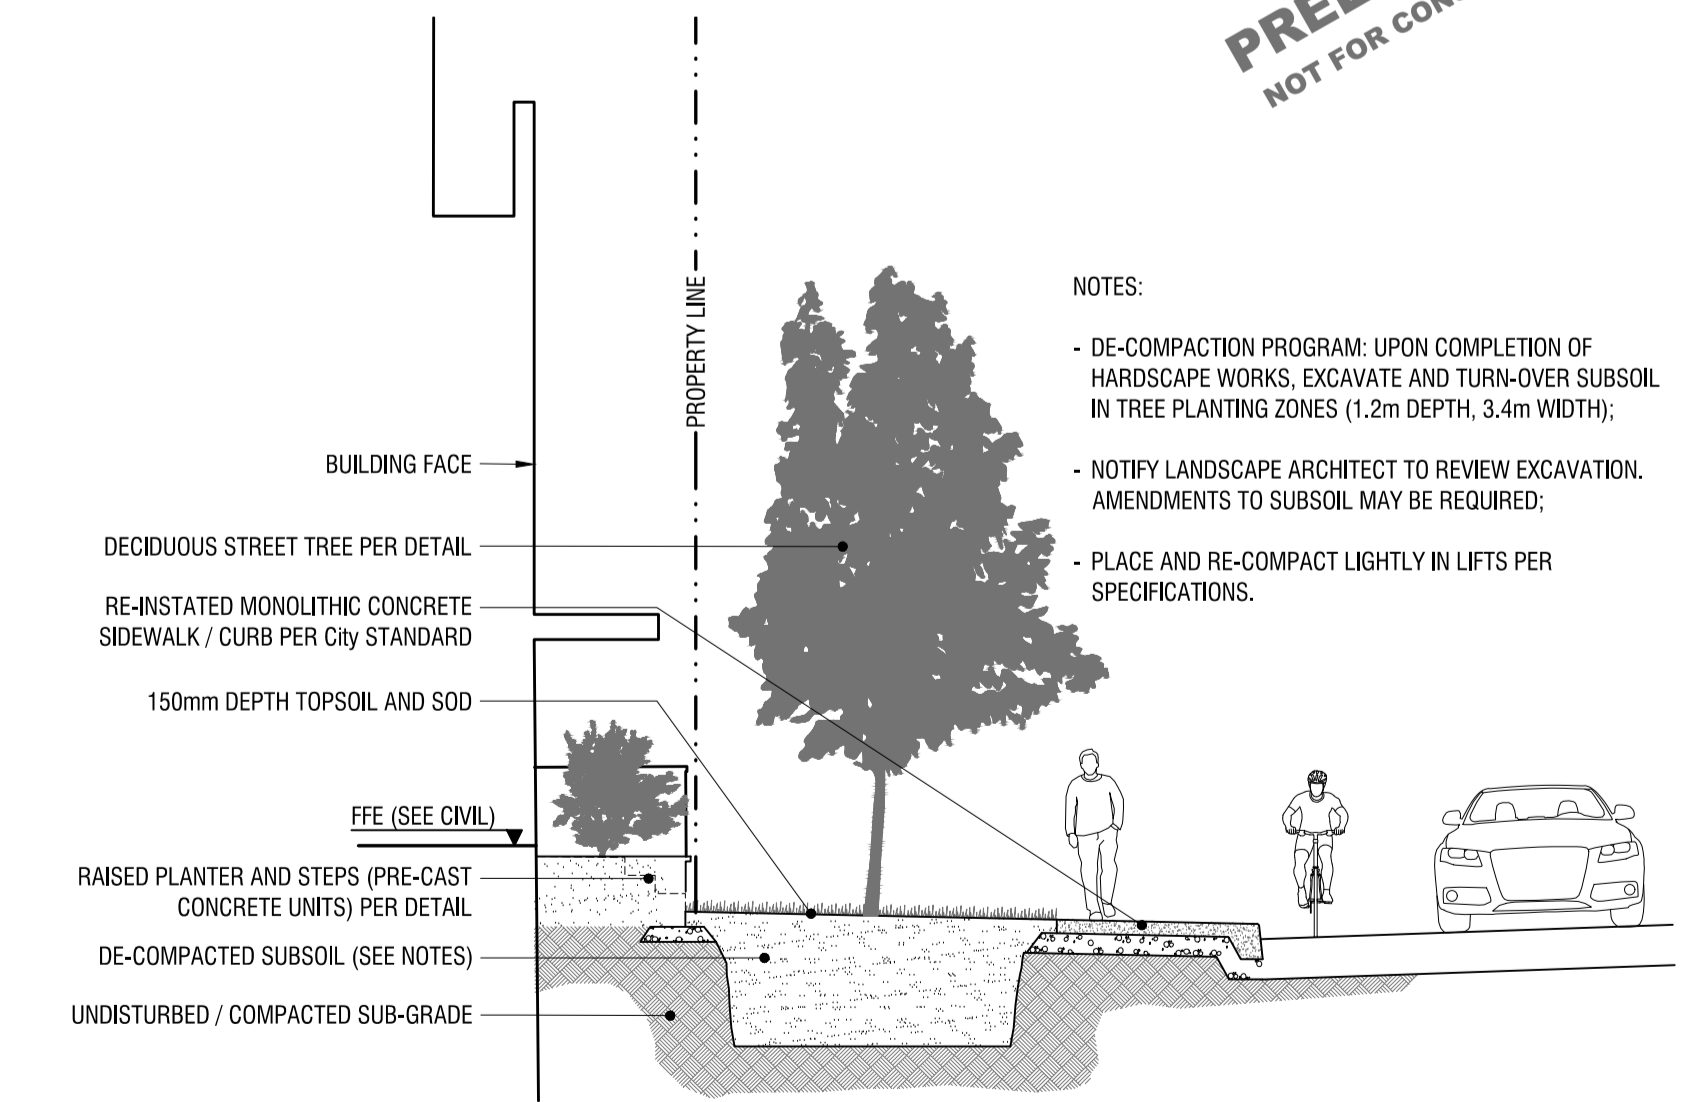 NOT FOR
PROPERTY LINE
NOTES:
- DE-COMPACTION PROGRAM: UPON COMPLETION OF
HARDSCAPE WORKS, EXCAVATE AND TURN-OVER SUBSOIL
IN TREE PLANTING ZONES (1.2m DEPTH, 3.4m WIDTH);
- NOTIFY LANDSCAPE ARCHITECT TO REVIEW EXCAVATION.
AMENDMENTS TO SUBSOIL MAY BE REQUIRED;
- PLACE AND RE-COMPACT LIGHTLY IN LIFTS PER
SPECIFICATIONS.
BUILDING FACE
DECIDUOUS STREET TREE PER DETAIL
RE-INSTATED MONOLITHIC CONCRETE
SIDEWALK / CURB PER City STANDARD
150mm DEPTH TOPSOIL AND SOD
FFE (SEE CIVIL)
RAISED PLANTER AND STEPS (PRE-CAST
CONCRETE UNITS) PER DETAIL
DE-COMPACTED SUBSOIL (SEE NOTES)
UNDISTURBED / COMPACTED SUB-GRADE